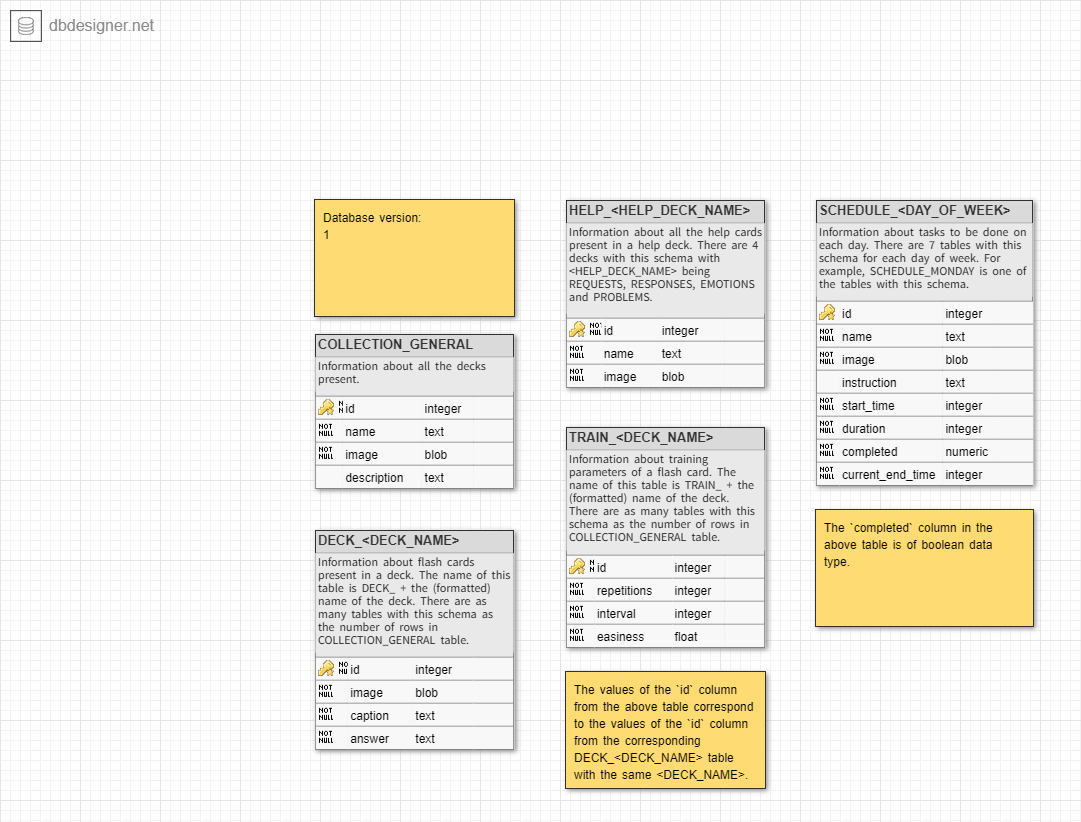 dbdesigner.net
Database version:
1
COLLECTION_GENERAL
Information about all the decks
present.
N
N id integer
NOT
NULL name text
NOT
NULL image blob
description text
DECK_<DECK_NAME>
Information about flash cards
present in a deck. The name of this
table is DECK_ + the (formatted)
name of the deck. There are as
many tables with this schema as
the number of rows in
COLLECTION_GENERAL table.
NO
NU id integer
NOT
NULL image blob
NOT
NULL caption text
NOT
NULL answer text
HELP_<HELP_DECK_NAME>
Information about all the help cards
present in a help deck. There are 4
decks with this schema with
<HELP_DECK_NAME> being
REQUESTS, RESPONSES, EMOTIONS
and PROBLEMS.
NO
NUL id integer
NOT
NULL name text
NOT
NULL image blob
TRAIN_<DECK_NAME>
Information about training
parameters of a flash card. The
name of this table is TRAIN_ + the
(formatted) name of the deck.
There are as many tables with this
schema as the number of rows in
COLLECTION_GENERAL table.
N
N id integer
NOT
NULL repetitions integer
NOT
NULL interval integer
NOT
NULL easiness float
The values of the `id` column
from the above table correspond
to the values of the `id` column
from the corresponding
DECK_<DECK_NAME> table
with the same <DECK_NAME>.
SCHEDULE_<DAY_OF_WEEK>
Information about tasks to be done on
each day. There are 7 tables with this
schema for each day of week. For
example, SCHEDULE_MONDAY is one of
the tables with this schema.
id integer
NOT
NULL name text
NOT
NULL image blob
instruction text
NOT
NULL start_time integer
NOT
NULL duration integer
NOT
NULL completed numeric
NOT
NULL current_end_time integer
The `completed` column in the
above table is of boolean data
type.